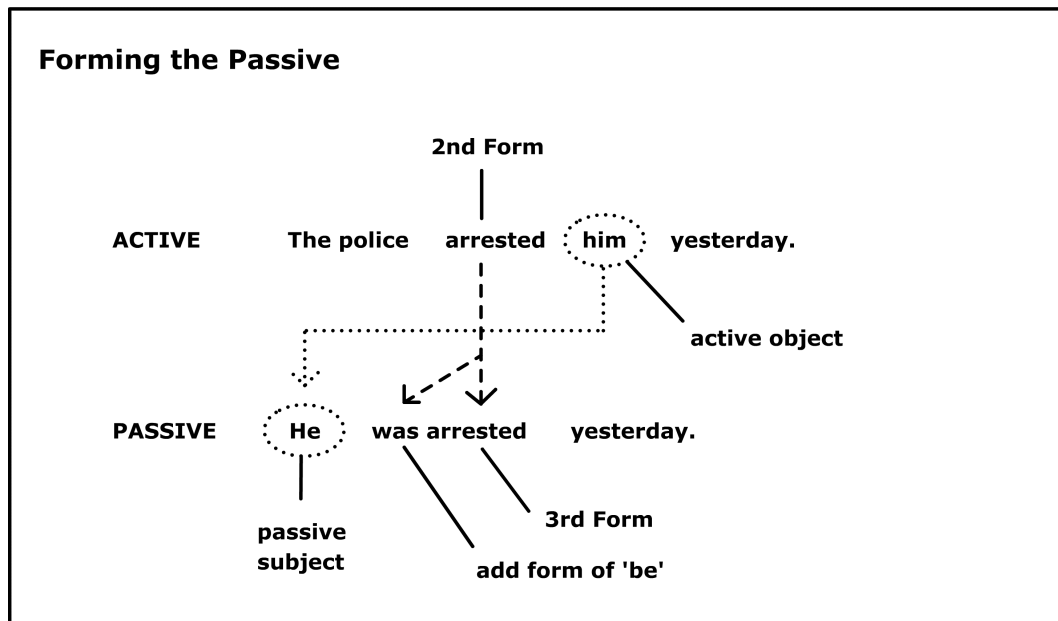 Forming the Passive
2nd Form
ACTIVE The police arrested him yesterday.
active object
PASSIVE He was arrested yesterday.
3rd Form
passive
subject
add form of 'be'